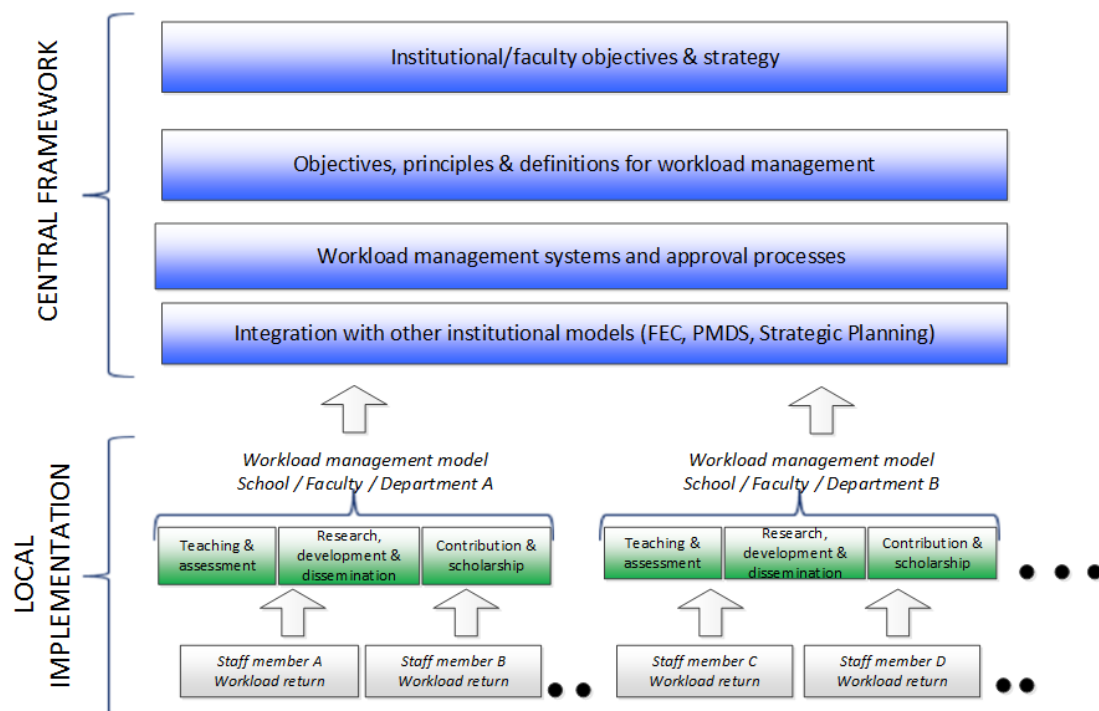 CENTRAL FRAMEWORK
Institutional/faculty objectives & strategy
Objectives, principles & definitions for workload management
Workload management systems and approval processes
Integration with other institutional models (FEC, PMDS, Strategic Planning)
LOCAL
IMPLEMENTATION
Workload management model
School / Faculty / Department A
Teaching &
assessment
Research,
development &
dissemination
Contribution &
scholarship
Staff member A
Workload return
Staff member B
Workload return
Workload management model
School / Faculty / Department B
Teaching &
assessment
Research,
development &
dissemination
Contribution &
scholarship
Staff member C
Workload return
Staff member D
Workload return